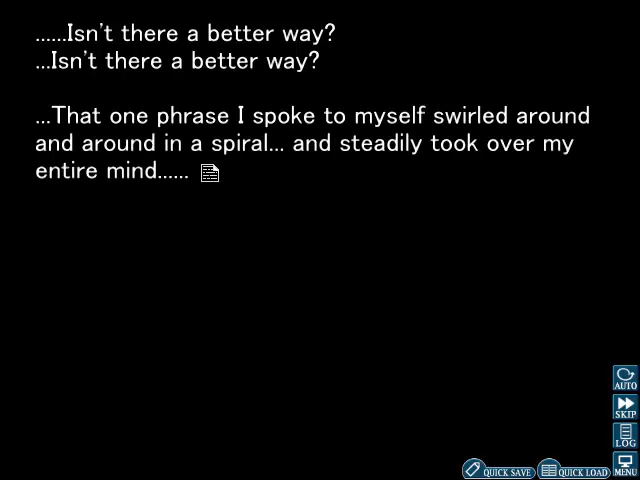 ......Isn't there a better way?
...Isn't there a better way?
...That one phrase I spoke to myself swirled around
and around in a spiral... and steadily took over my
entire mind......
AUTO
SKIP
LOG
MENU
QUICK SAVE
QUICK LOAD